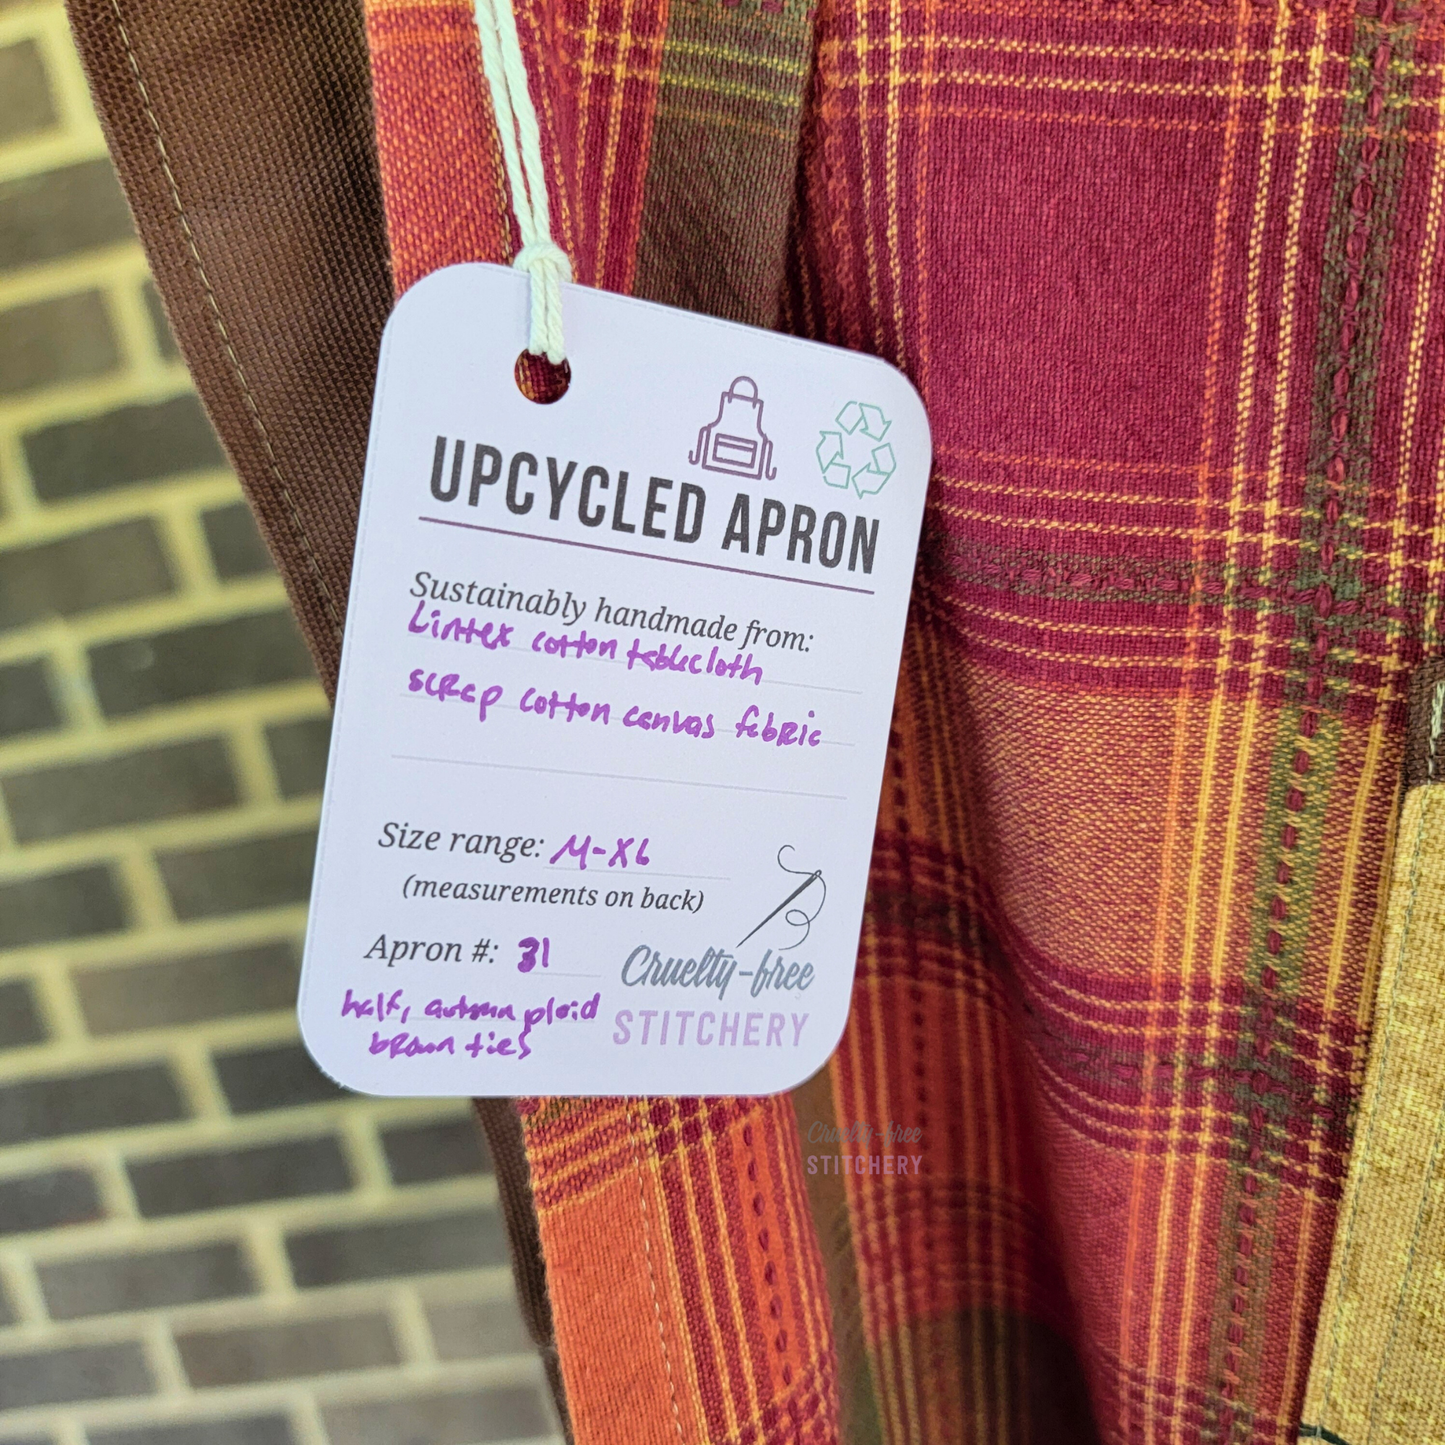 UPCYCLED APRON
Sustainably handmade from:
Lintex cotton tablecloth
scrap cotton canvas fabric
Size range: M-XL
(measurements on back)
Apron #: 31
half, autumn plaid
brown ties
Cruelty-free
STITCHERY
Cruelty-free
STITCHERY